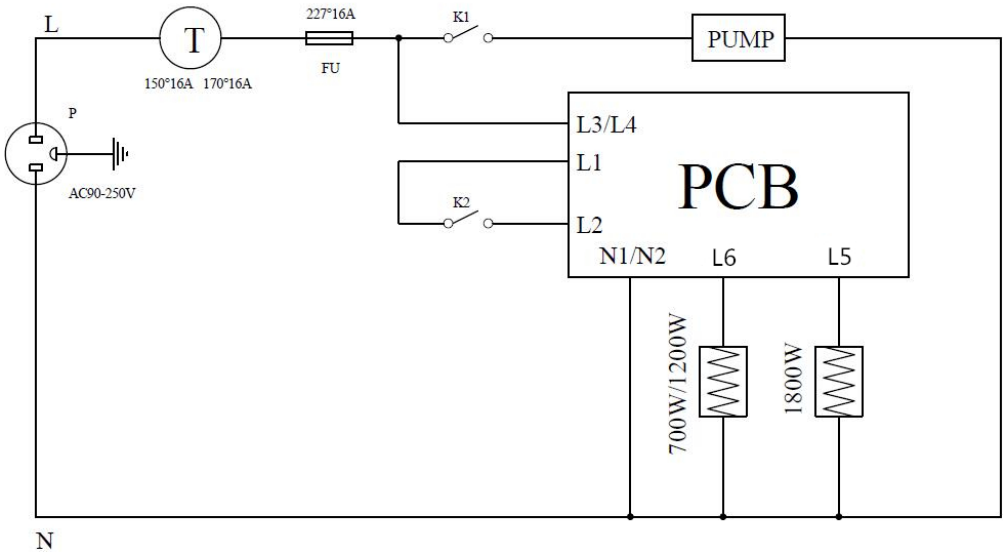 L
T
227°16A
K1
PUMP
FU
150°16A 170°16A
P
L3/L4
L1
PCB
AC90-250V
K2
L2
N1/N2 L6 L5
700W/1200W
1800W
N